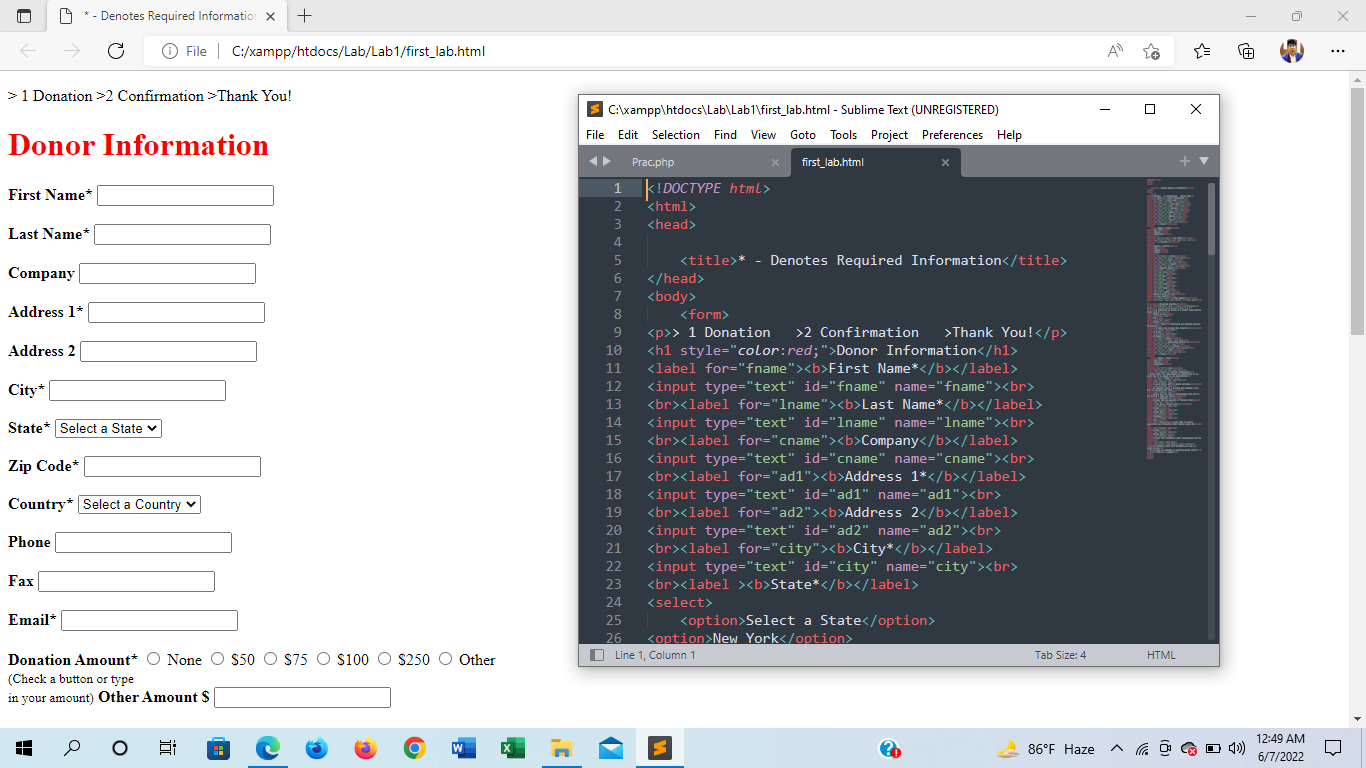 * - Denotes Required Informatio
File
C:/xampp/htdocs/Lab/Lab1/first_lab.html
> 1 Donation >2 Confirmation >Thank You!
Donor Information
First Name*
Last Name*
Company
Address 1*
Address 2
City*
State* Select a State
Zip Code*
Country* Select a Country
Phone
Fax
Email*
Donation Amount* None $50 $75 $100 $250 Other
(Check a button or type
in your amount) Other Amount $
C:\xampp\htdocs\Lab\Lab1\first_lab.html - Sublime Text (UNREGISTERED)
File Edit Selection Find View Goto Tools Project Preferences Help
Prac.php first_lab.html
1 <!DOCTYPE html>
2 <html>
3 <head>
4
5 <title>* - Denotes Required Information</title>
6 </head>
7 <body>
8 <form>
9 <p>> 1 Donation >2 Confirmation >Thank You!</p>
10 <h1 style="color:red;">Donor Information</h1>
11 <label for="fname"><b>First Name*</b></label>
12 <input type="text" id="fname" name="fname"><br>
13 <br><label for="lname"><b>Last Name*</b></label>
14 <input type="text" id="lname" name="lname"><br>
15 <br><label for="cname"><b>Company</b></label>
16 <input type="text" id="cname" name="cname"><br>
17 <br><label for="ad1"><b>Address 1*</b></label>
18 <input type="text" id="ad1" name="ad1"><br>
19 <br><label for="ad2"><b>Address 2</b></label>
20 <input type="text" id="ad2" name="ad2"><br>
21 <br><label for="city"><b>City*</b></label>
22 <input type="text" id="city" name="city"><br>
23 <br><label ><b>State*</b></label>
24 <select>
25 <option>Select a State</option>
26 <option>New York</option>
Line 1, Column 1 Tab Size: 4 HTML
86°F Haze
12:49 AM
6/7/2022